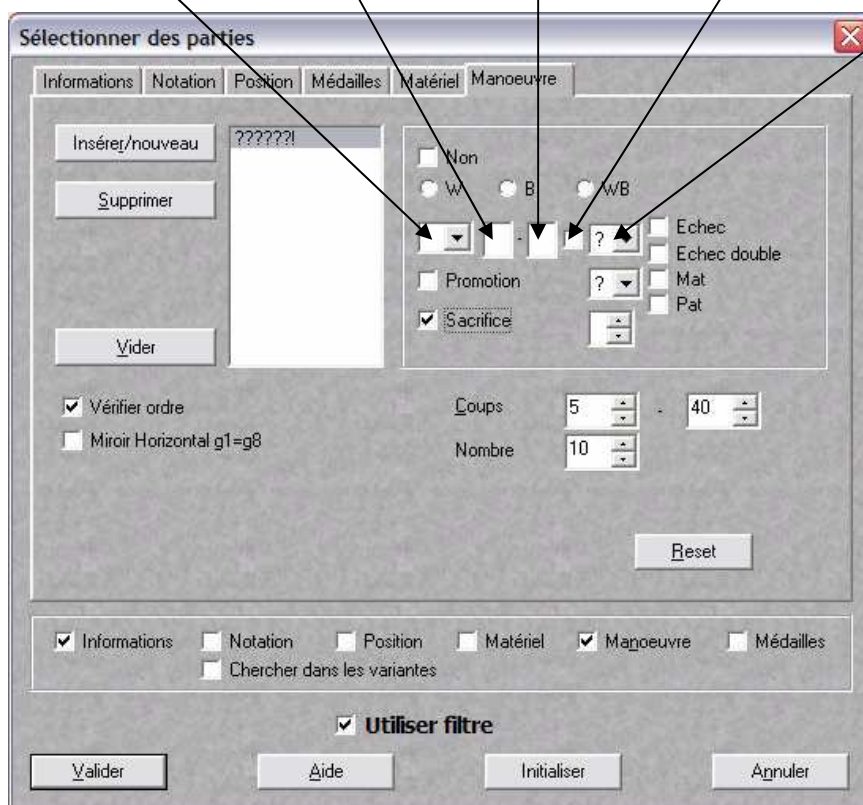 Sélectionner des parties
Informations Notation Position Médailles Matériel Manoeuvre
Insérer/nouveau
??????!
Supprimer
Vider
Non
W B WB
- ? Echec
Echec double
Promotion ? Mat
Pat
Sacrifice
Vérifier ordre
Miroir Horizontal g1=g8
Coups 5 - 40
Nombre 10
Reset
Informations Notation Position Matériel Manoeuvre Médailles
Chercher dans les variantes
Utiliser filtre
Valider Aide Initialiser Annuler